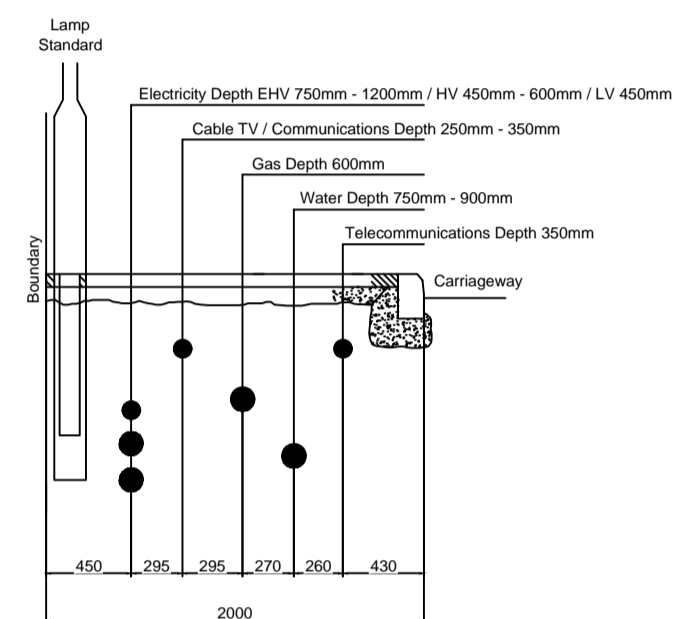 Lamp
Standard
Electricity Depth EHV 750mm - 1200mm / HV 450mm - 600mm / LV 450mm
Cable TV / Communications Depth 250mm - 350mm
Gas Depth 600mm
Water Depth 750mm - 900mm
Telecommunications Depth 350mm
Boundary
Carriageway
450 295 295 270 260 430
2000